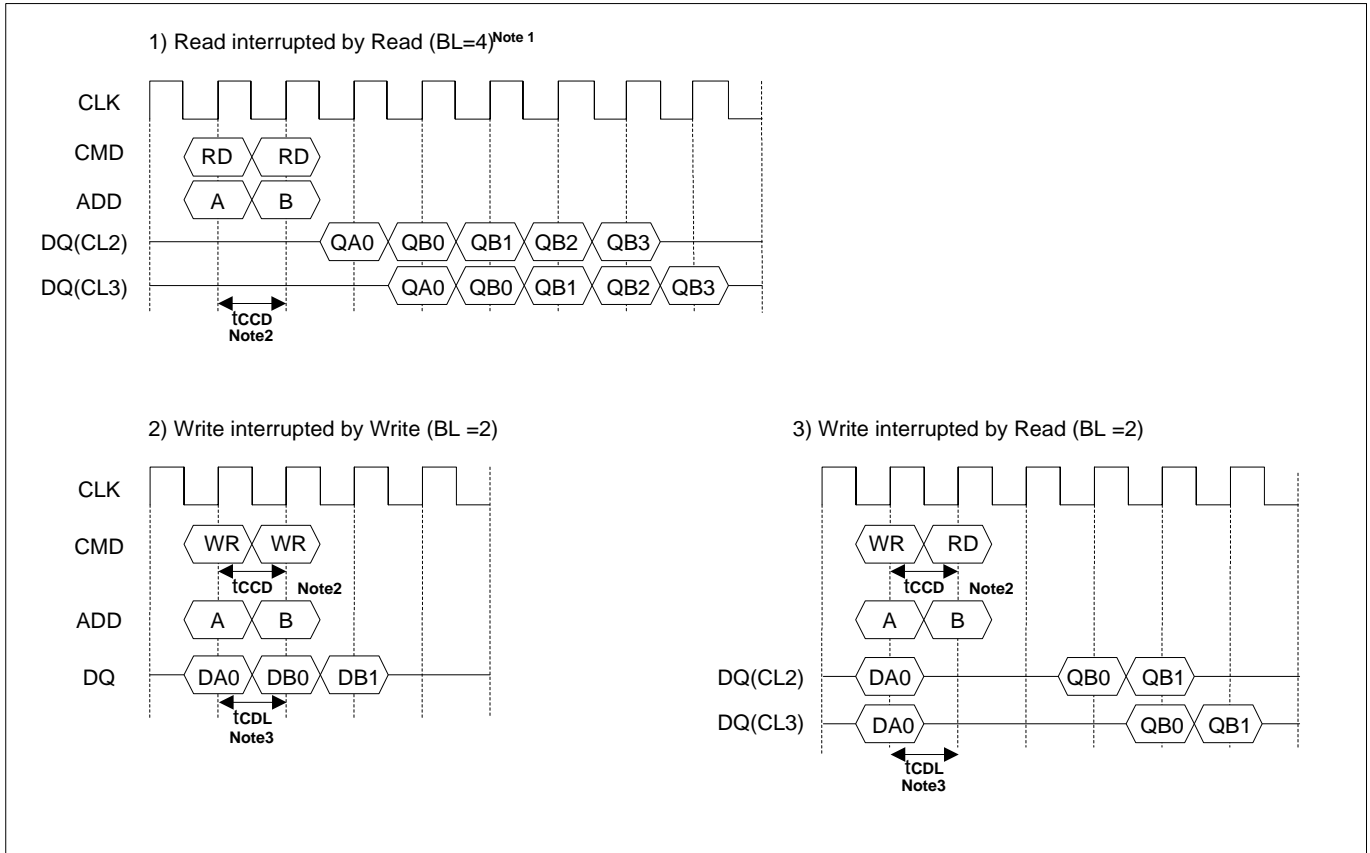 1) Read interrupted by Read (BL=4)Note 1
CLK
CMD RD RD
ADD A B
DQ(CL2) QA0 QB0 QB1 QB2 QB3
DQ(CL3) QA0 QB0 QB1 QB2 QB3
tCCD
Note2
2) Write interrupted by Write (BL =2)
CLK
CMD WR WR
tCCD Note2
ADD A B
DQ DA0 DB0 DB1
tCDL
Note3
3) Write interrupted by Read (BL =2)
WR RD
tCCD Note2
A B
DQ(CL2) DA0 QB0 QB1
DQ(CL3) DA0 QB0 QB1
tCDL
Note3